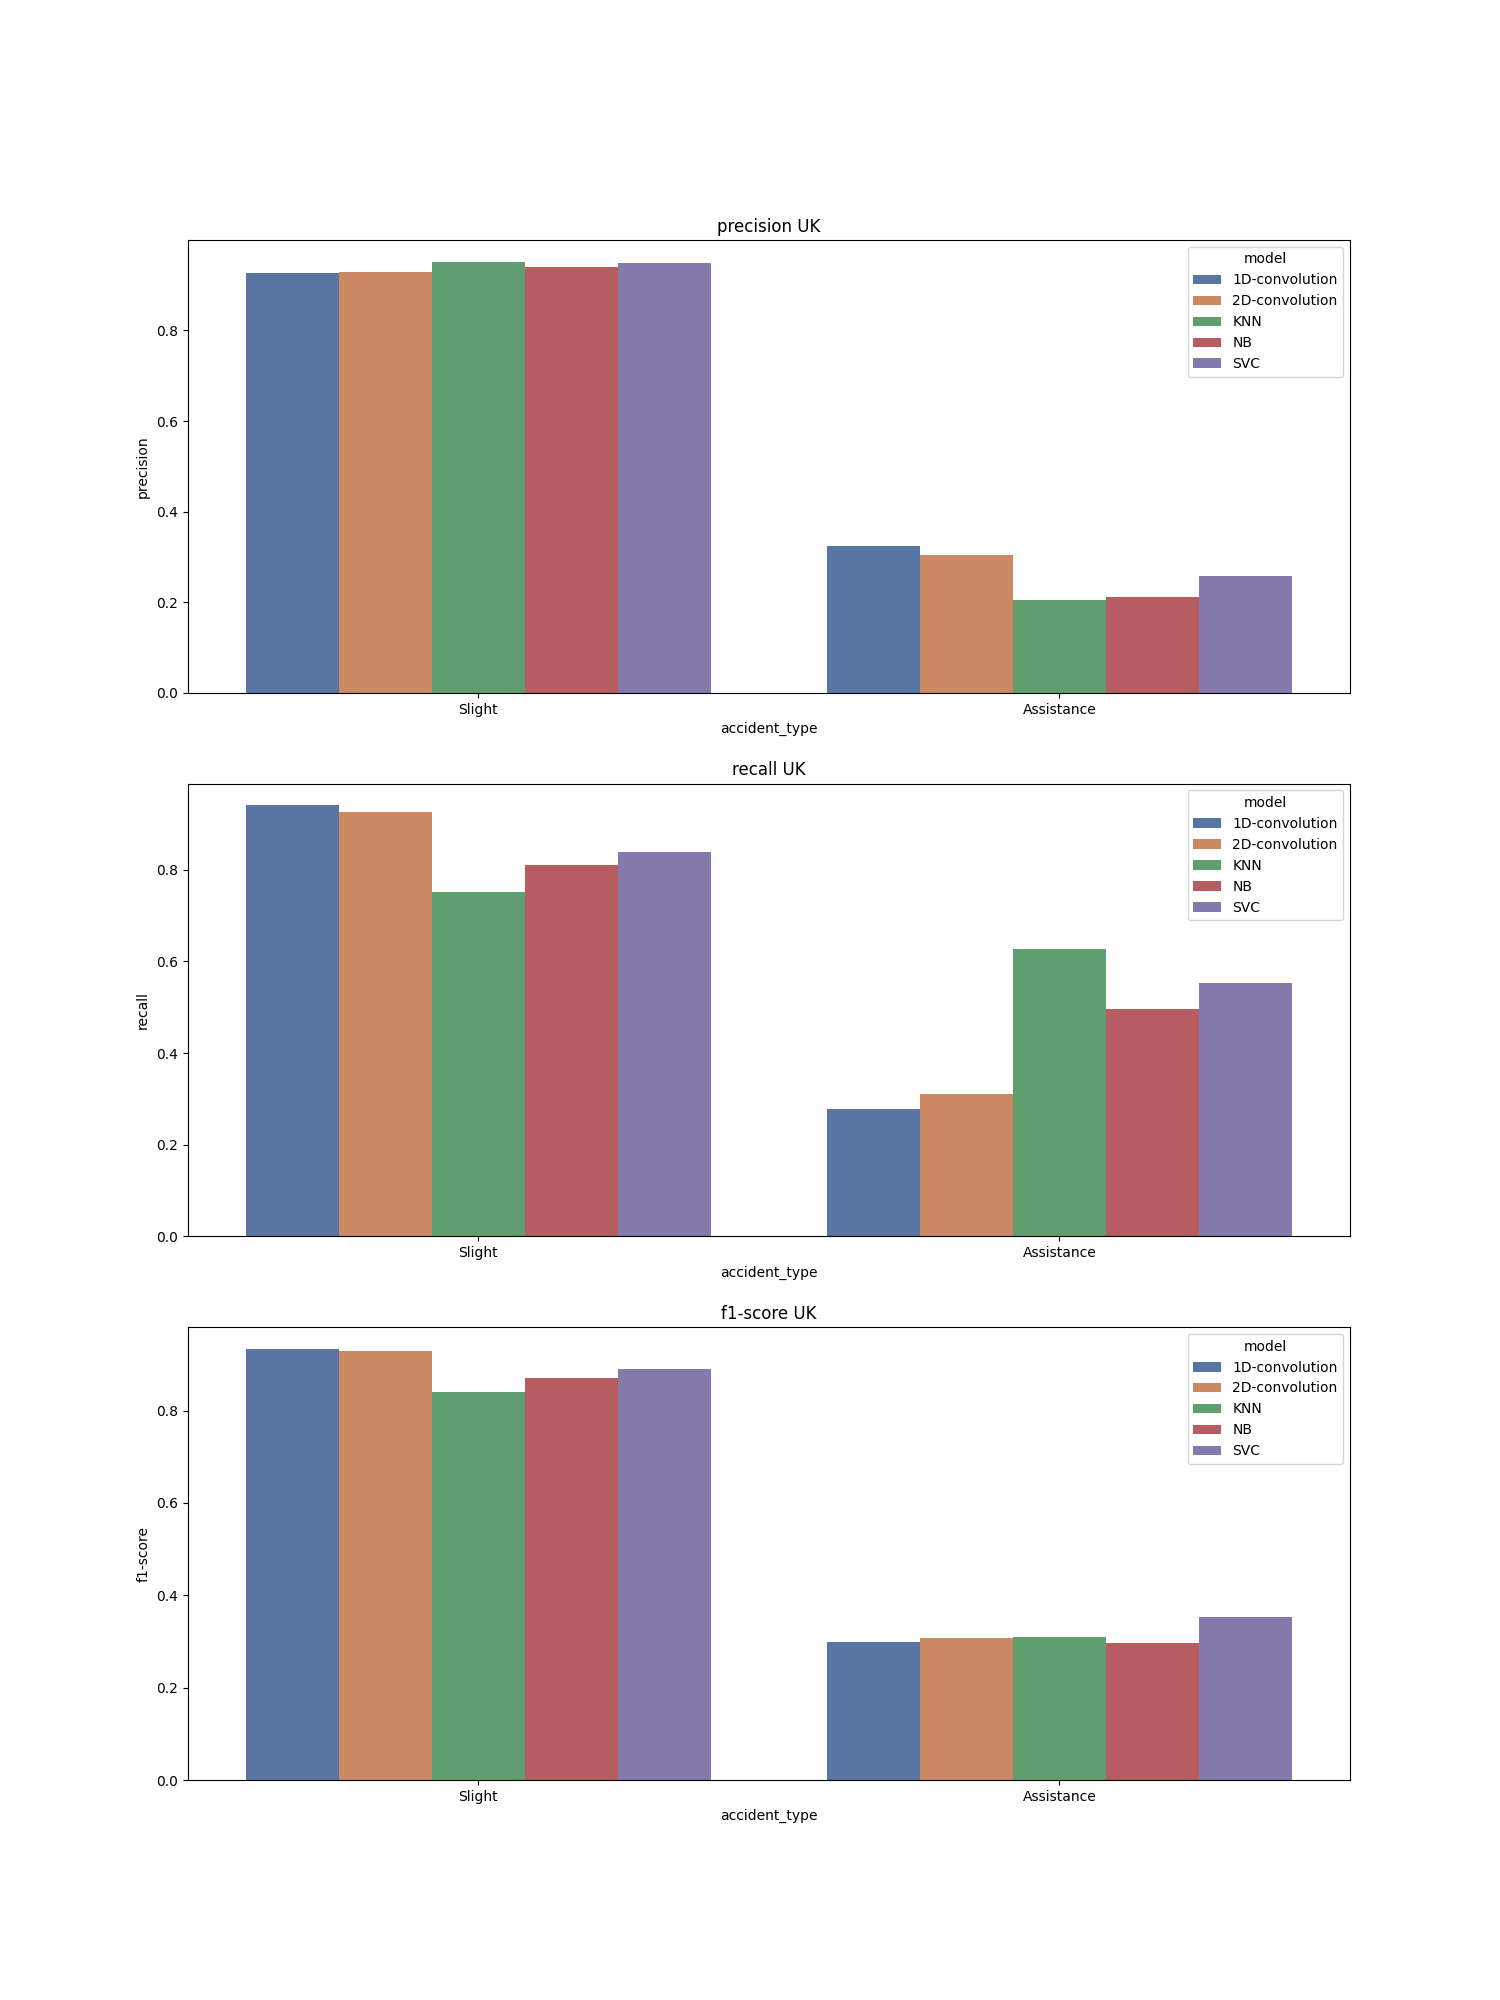 precision UK
model
1D-convolution
2D-convolution
KNN
NB
SVC
0.8
0.6
0.4
0.2
0.0
precision
Slight
Assistance
accident_type
recall UK
model
1D-convolution
2D-convolution
KNN
NB
SVC
0.8
0.6
0.4
0.2
0.0
recall
Slight
Assistance
accident_type
f1-score UK
model
1D-convolution
2D-convolution
KNN
NB
SVC
0.8
0.6
0.4
0.2
0.0
f1-score
Slight
Assistance
accident_type